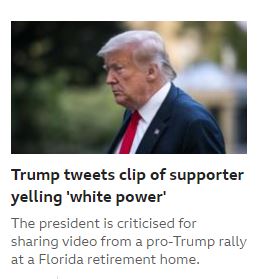 Trump tweets clip of supporter
yelling 'white power'
The president is criticised for
sharing video from a pro-Trump rally
at a Florida retirement home.